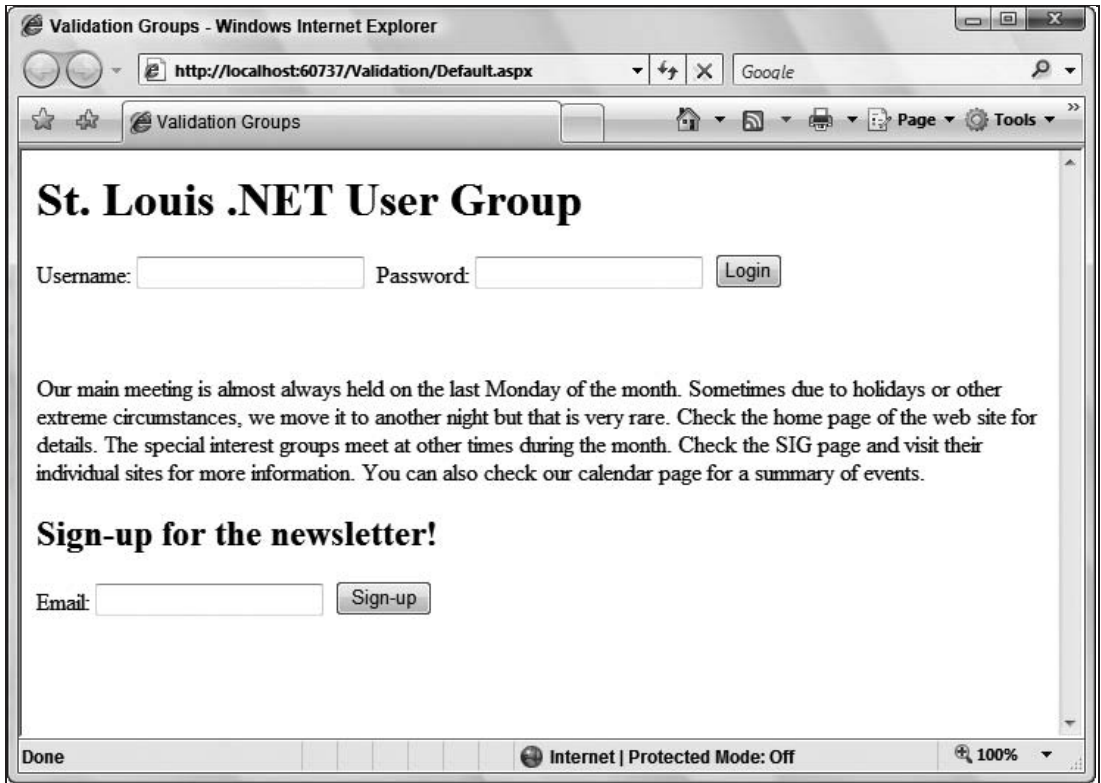 Validation Groups - Windows Internet Explorer
http://localhost:60737/Validation/Default.aspx
Google
Validation Groups
Page
Tools
»
St. Louis .NET User Group
Username:
Password:
Login
Our main meeting is almost always held on the last Monday of the month. Sometimes due to holidays or other
extreme circumstances, we move it to another night but that is very rare. Check the home page of the web site for
details. The special interest groups meet at other times during the month. Check the SIG page and visit their
individual sites for more information. You can also check our calendar page for a summary of events.
Sign-up for the newsletter!
Email:
Sign-up
Done
Internet | Protected Mode: Off
100%